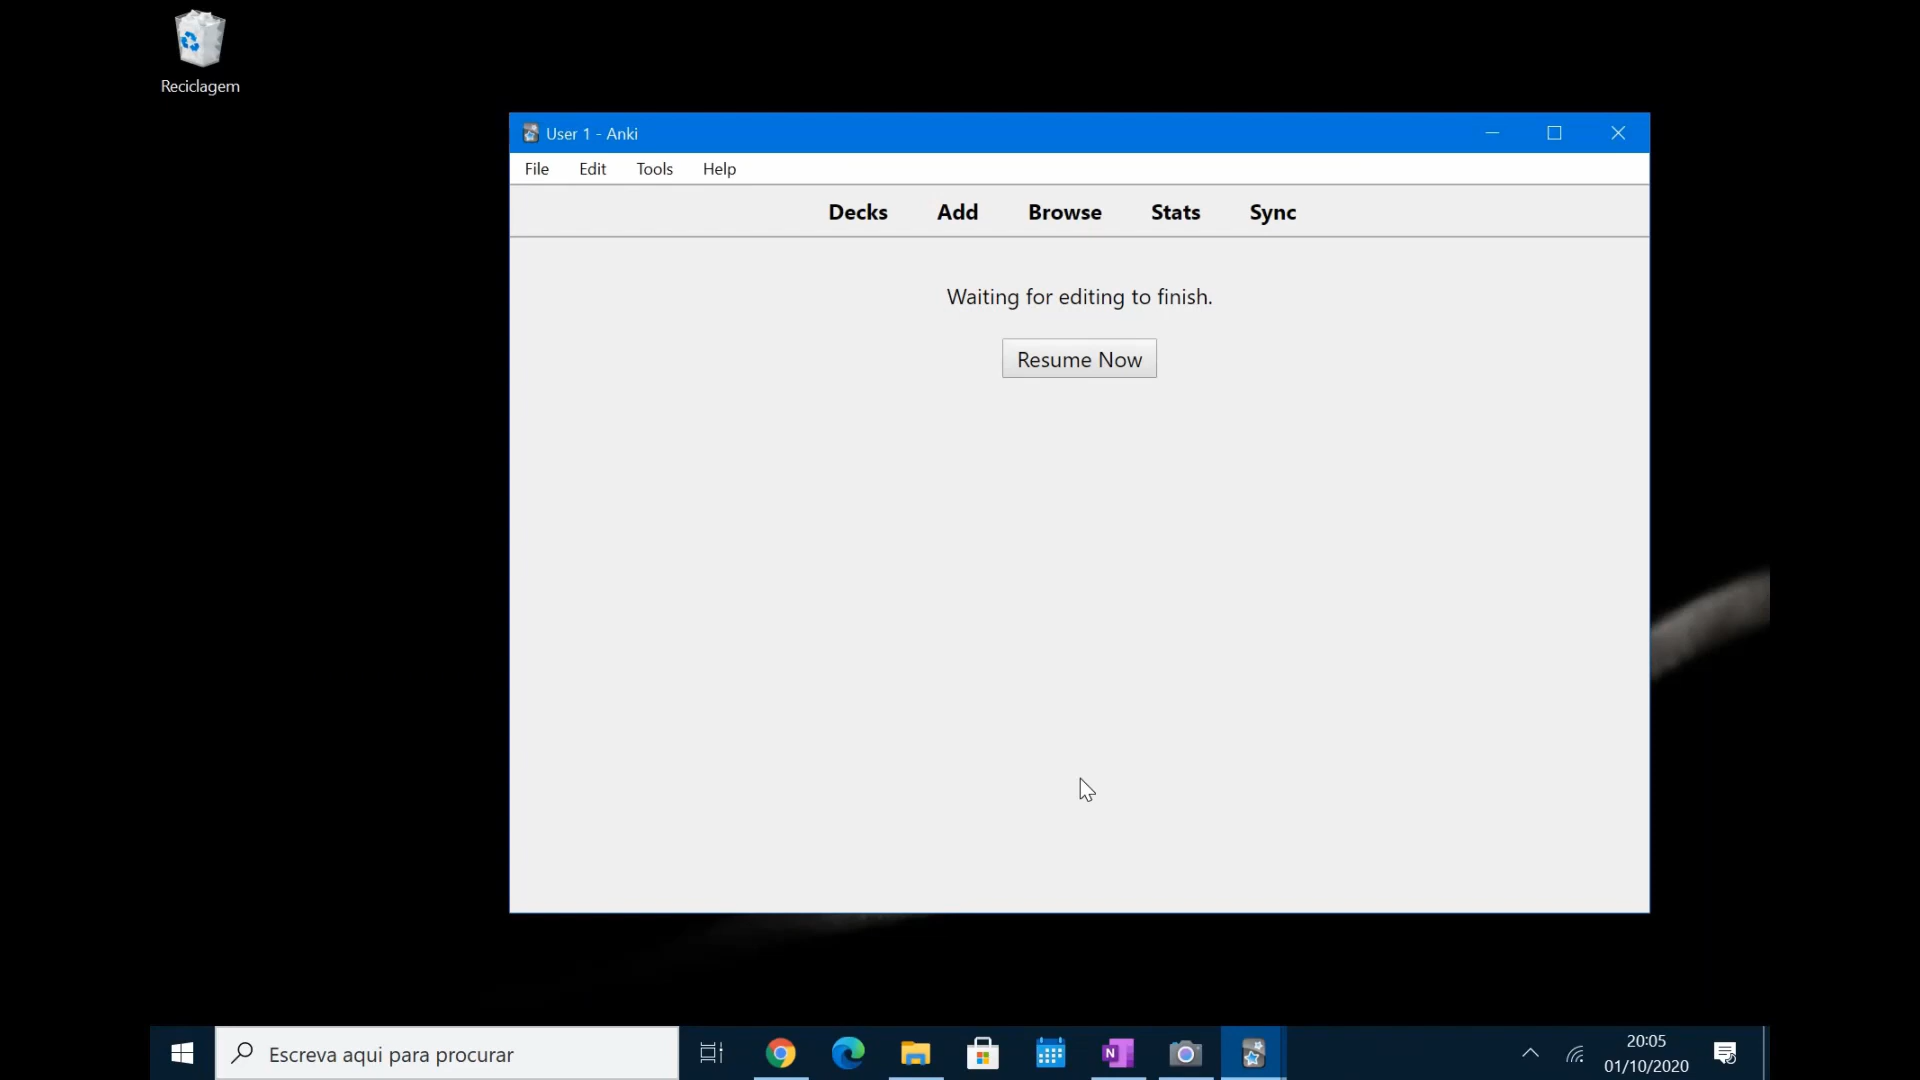 Reciclagem
User 1 - Anki
File Edit Tools Help
Decks Add Browse Stats Sync
Waiting for editing to finish.
Resume Now
Escreva aqui para procurar
N
20:05
01/10/2020